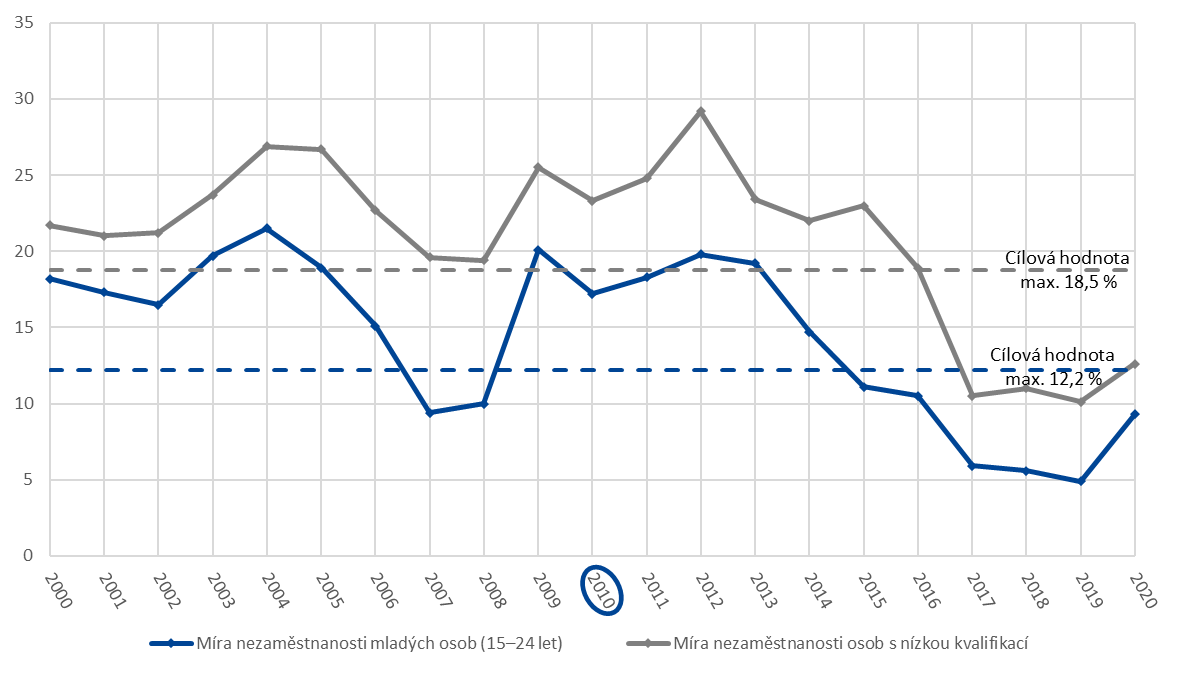 35
30
25
20
15
10
5
0
Cílová hodnota
max. 18,5 %
Cílová hodnota
max. 12,2 %
2000 2001 2002 2003 2004 2005 2006 2007 2008 2009 2010 2011 2012 2013 2014 2015 2016 2017 2018 2019 2020
Míra nezaměstnanosti mladých osob (15–24 let) Míra nezaměstnanosti osob s nízkou kvalifikací